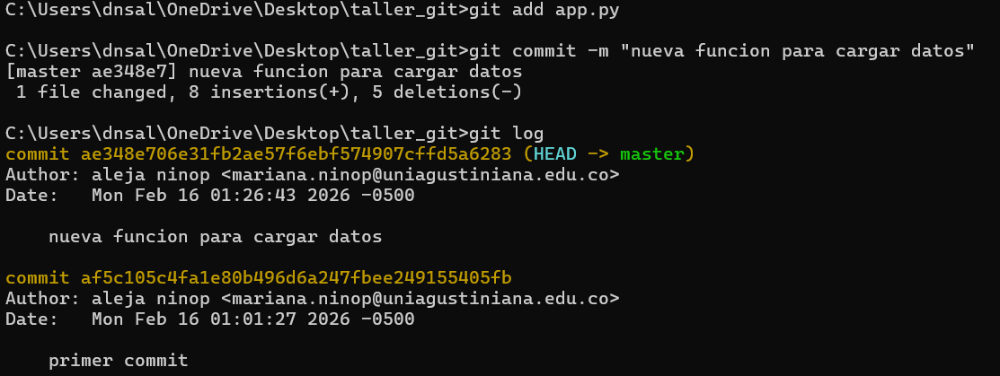 C:\Users\dnsal\OneDrive\Desktop\taller_git>git add app.py
C:\Users\dnsal\OneDrive\Desktop\taller_git>git commit -m "nueva funcion para cargar datos"
[master ae348e7] nueva funcion para cargar datos
 1 file changed, 8 insertions(+), 5 deletions(-)
C:\Users\dnsal\OneDrive\Desktop\taller_git>git log
commit ae348e706e31fb2ae57f6ebf574907cffd5a6283 (HEAD -> master)
Author: aleja ninop <mariana.ninop@uniagustiniana.edu.co>
Date:   Mon Feb 16 01:26:43 2026 -0500
    nueva funcion para cargar datos
commit af5c105c4fa1e80b496d6a247fbee249155405fb
Author: aleja ninop <mariana.ninop@uniagustiniana.edu.co>
Date:   Mon Feb 16 01:01:27 2026 -0500
    primer commit